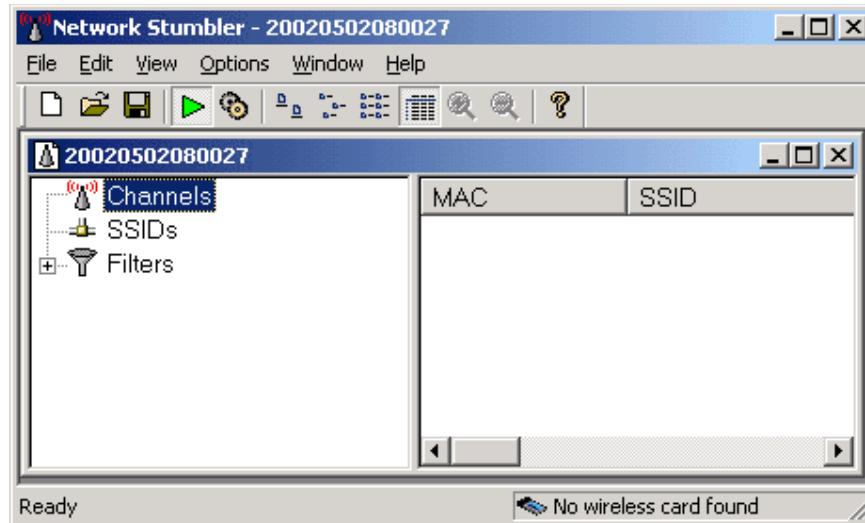 Network Stumbler - 20020502080027
File Edit View Options Window Help
20020502080027
Channels
SSIDs
Filters
MAC SSID
Ready
No wireless card found